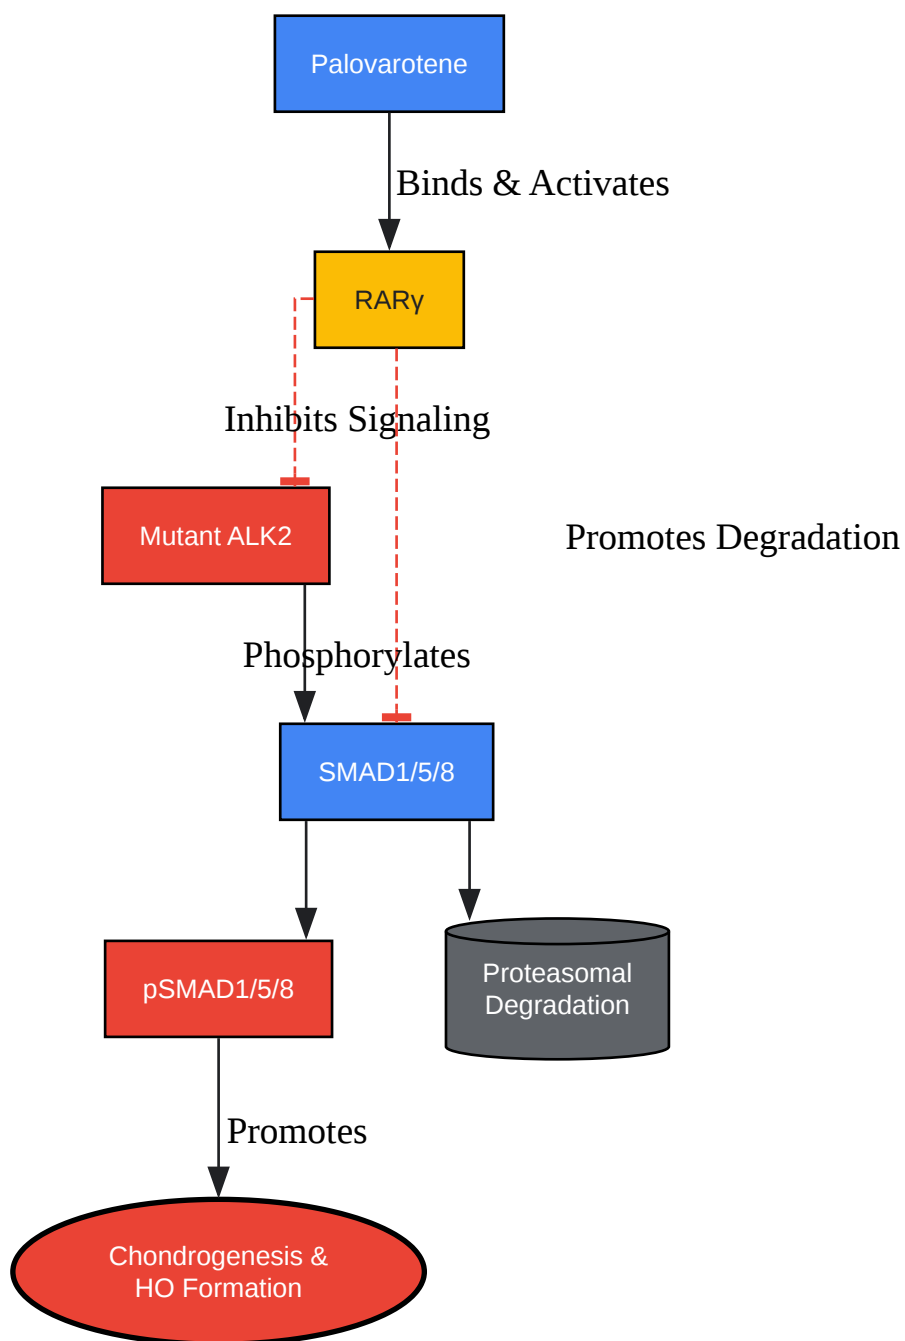 Palovarotene
Binds & Activates
RARγ
Inhibits Signaling
Mutant ALK2
Promotes Degradation
Phosphorylates
SMAD1/5/8
pSMAD1/5/8
Proteasomal
Degradation
Promotes
Chondrogenesis &
HO Formation